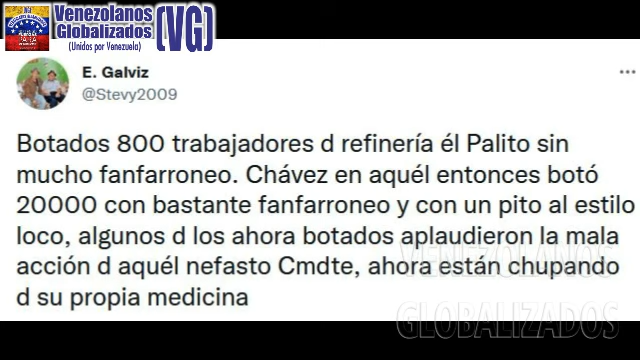 Venezolanos
Globalizados
(VG)
(Unidos por Venezuela)
E. Galviz
@Stevy2009
Botados 800 trabajadores d refinería él Palito sin
mucho fanfarroneo. Chávez en aquél entonces botó
20000 con bastante fanfarroneo y con un pito al estilo
loco, algunos d los ahora botados aplaudieron la mala
acción d aquél nefasto Cmdte, ahora están chupando
d su propia medicina
VENEZOLANOS
GLOBALIZADOS